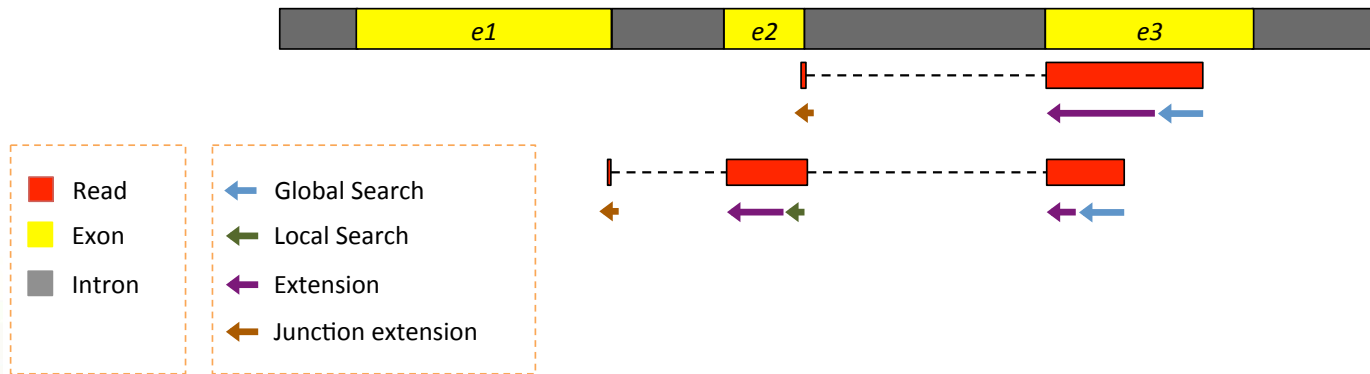 e1 e2 e3
Read
Exon
Intron
Global Search
Local Search
Extension
Junction extension